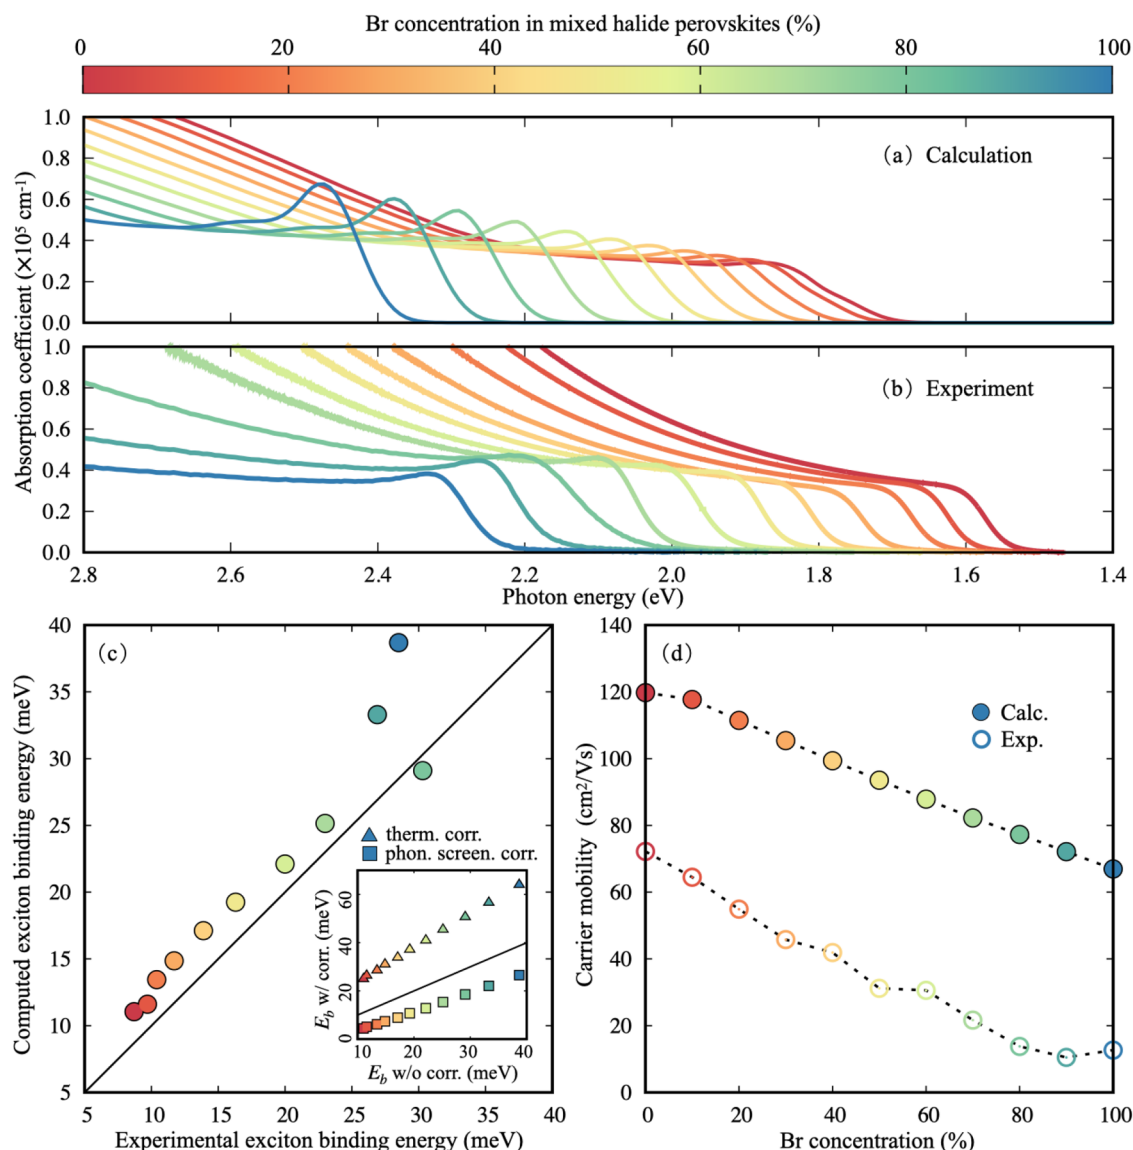 Br concentration in mixed halide perovskites (%)
0 20 40 60 80 100
Absorption coefficient (×10⁵ cm⁻¹)
1.0
0.8
0.6
0.4
0.2
0.0
(a) Calculation
1.0
0.8
0.6
0.4
0.2
0.0
(b) Experiment
2.8 2.6 2.4 2.2 2.0 1.8 1.6 1.4
Photon energy (eV)
(c)
Computed exciton binding energy (meV)
40
35
30
25
20
15
10
5
5 10 15 20 25 30 35 40
Experimental exciton binding energy (meV)
therm. corr.
phon. screen. corr.
E_b w/ corr. (meV)
60
40
20
0
10 20 30 40
E_b w/o corr. (meV)
(d)
Carrier mobility (cm²/Vs)
140
120
100
80
60
40
20
0
Calc.
Exp.
0 20 40 60 80 100
Br concentration (%)